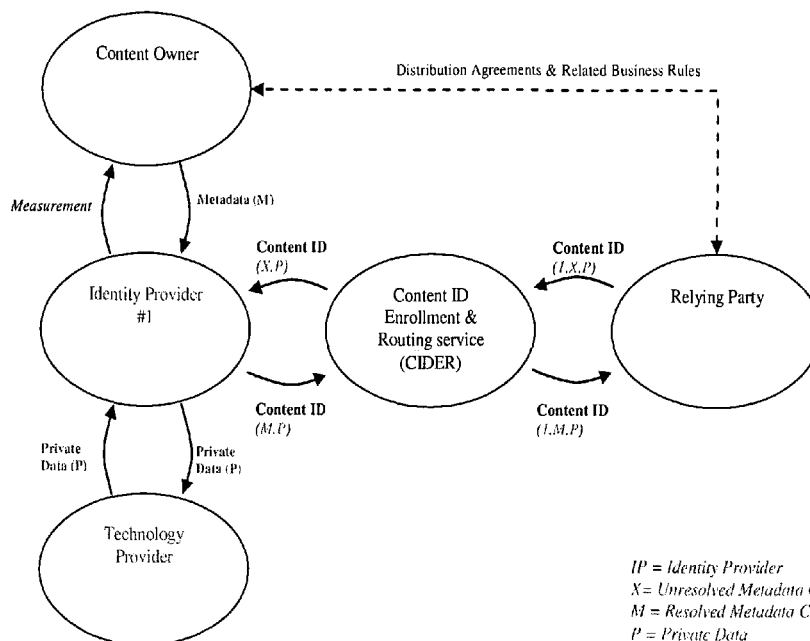 Content Owner
Distribution Agreements & Related Business Rules
Measurement
Metadata (M)
Content ID
(X,P)
Content ID
(1,X,P)
Identity Provider
#1
Content ID
Enrollment &
Routing service
(CIDER)
Relying Party
Content ID
(M,P)
Content ID
(1,M,P)
Private
Data (P)
Private
Data (P)
Technology
Provider
IP = Identity Provider
X= Unresolved Metadata
M = Resolved Metadata
P = Private Data